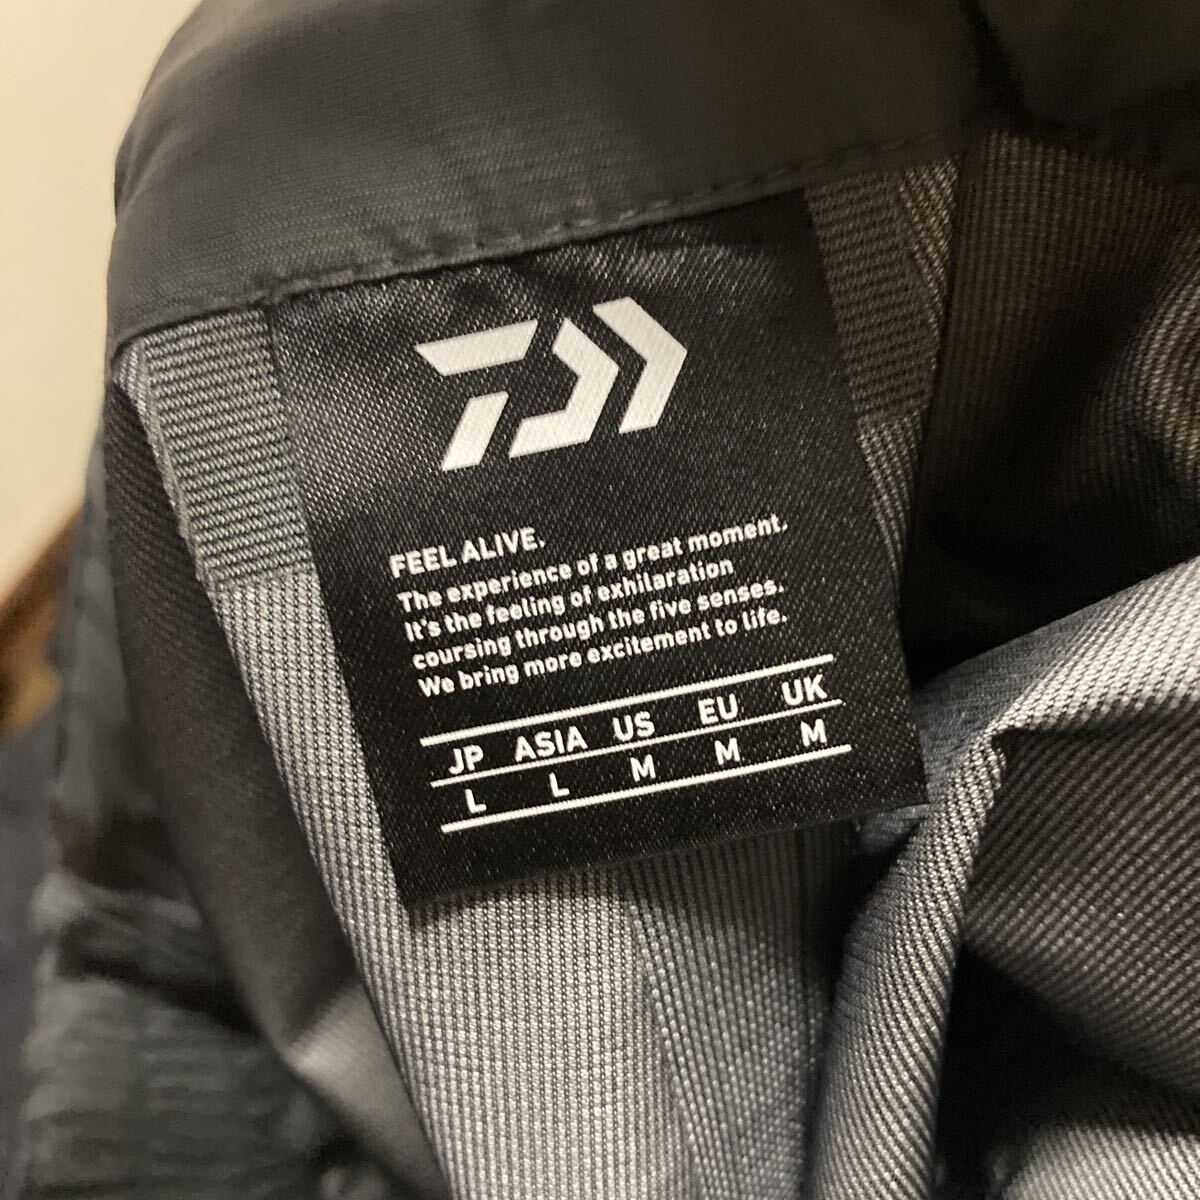 FEEL ALIVE.
The experience of a great moment.
It's the feeling of exhilaration
coursing through the five senses.
We bring more excitement to life.
JP ASIA US EU UK
L L M M M